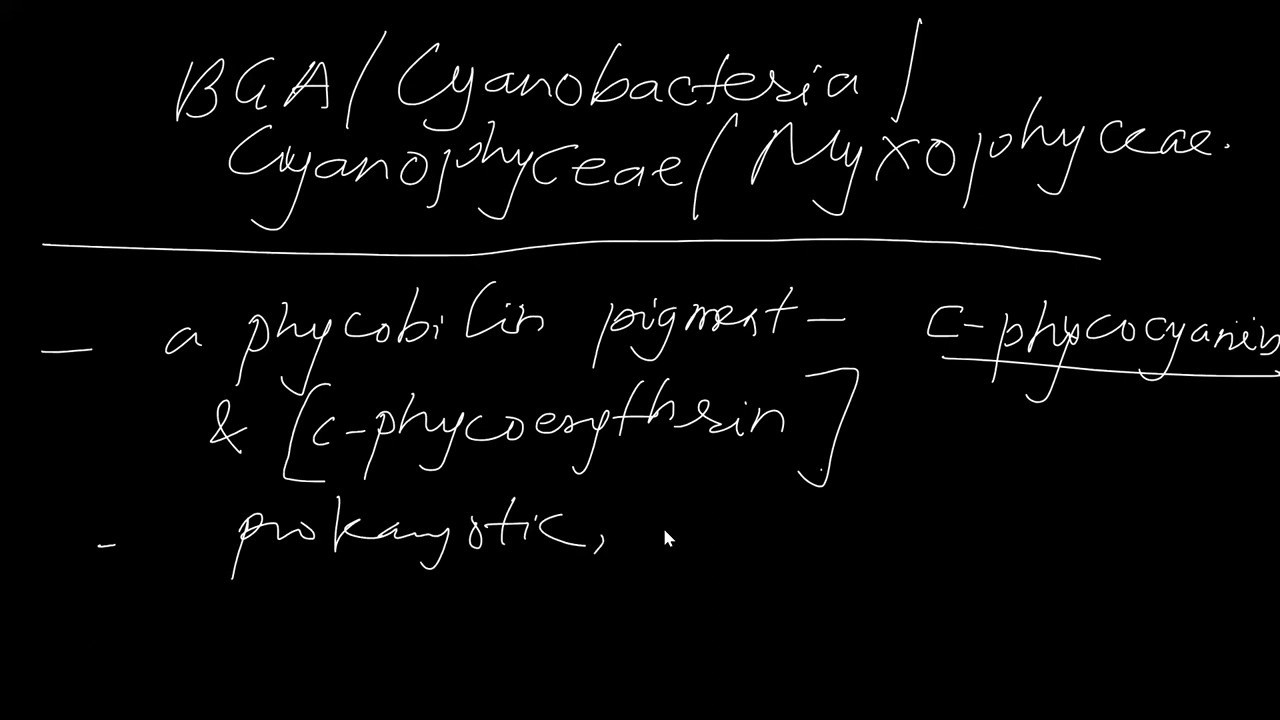 BGA/Cyanobacteria/
Cyanophyceae/Myxophyceae.
- a phycobilin pigment - C-phycocyanin
& [c-phycoerythrin]
- prokaryotic,